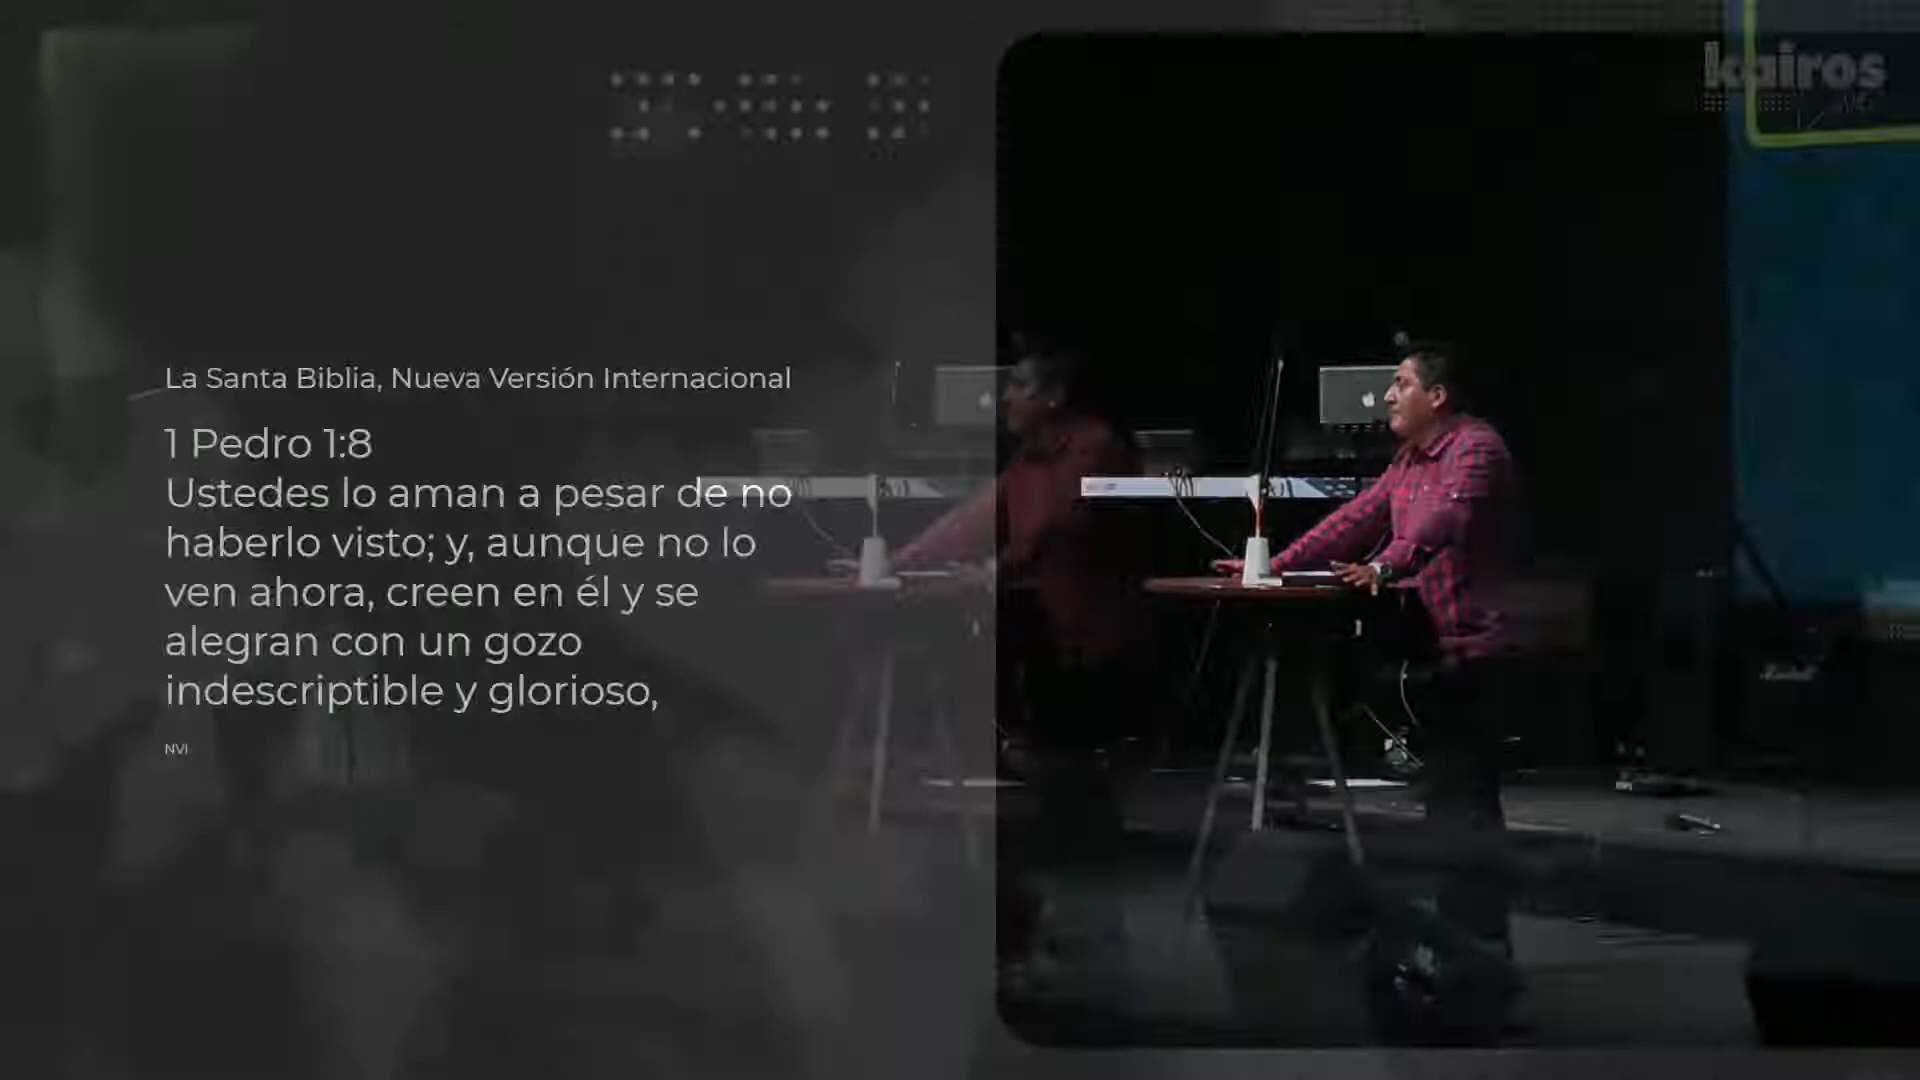 kairos
La Santa Biblia, Nueva Versión Internacional
1 Pedro 1:8
Ustedes lo aman a pesar de no
haberlo visto; y, aunque no lo
ven ahora, creen en él y se
alegran con un gozo
indescriptible y glorioso,
NVI
Marshall